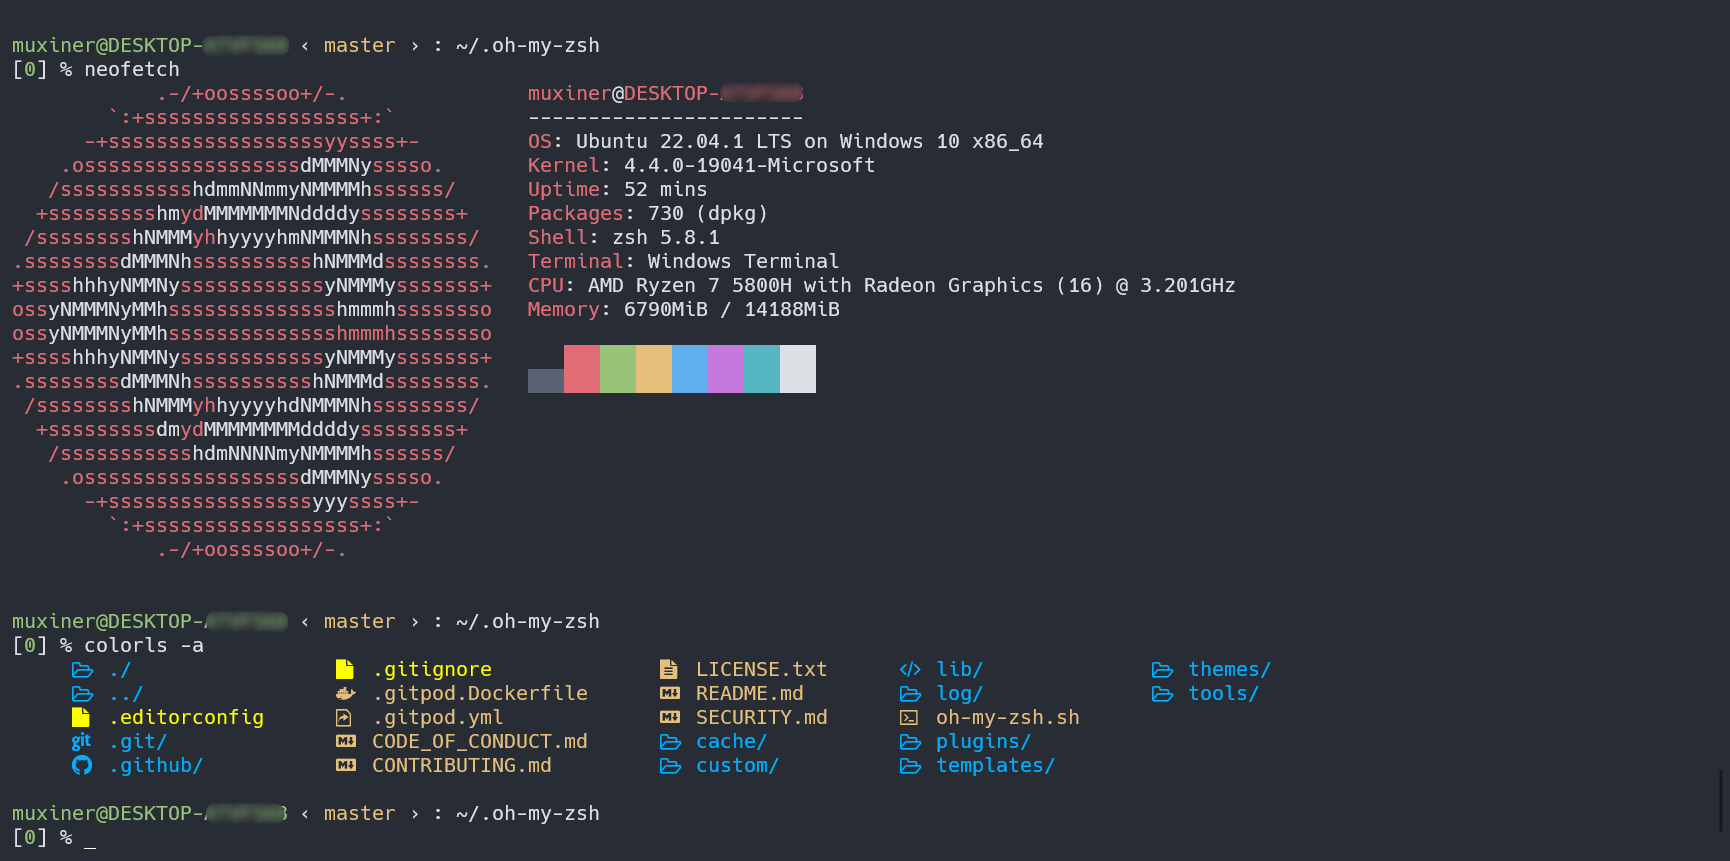 muxiner@DESKTOP- ‹ master › : ~/.oh-my-zsh
[0] % neofetch
            .-/+oossssoo+/-.               muxiner@DESKTOP-
        `:+ssssssssssssssssss+:`           -----------------------
      -+ssssssssssssssssssyyssss+-         OS: Ubuntu 22.04.1 LTS on Windows 10 x86_64
    .ossssssssssssssssssdMMMNysssso.       Kernel: 4.4.0-19041-Microsoft
   /ssssssssssshdmmNNmmyNMMMMhssssss/      Uptime: 52 mins
  +ssssssssshmydMMMMMMMNddddyssssssss+     Packages: 730 (dpkg)
 /sssssssshNMMMyhhyyyyhmNMMMNhssssssss/    Shell: zsh 5.8.1
.ssssssssdMMMNhsssssssssshNMMMdssssssss.   Terminal: Windows Terminal
+sssshhhyNMMNyssssssssssssyNMMMysssssss+   CPU: AMD Ryzen 7 5800H with Radeon Graphics (16) @ 3.201GHz
ossyNMMMNyMMhsssssssssssssshmmmhssssssso   Memory: 6790MiB / 14188MiB
ossyNMMMNyMMhsssssssssssssshmmmhssssssso
+sssshhhyNMMNyssssssssssssyNMMMysssssss+
.ssssssssdMMMNhsssssssssshNMMMdssssssss.
 /sssssssshNMMMyhhyyyyhdNMMMNhssssssss/
  +sssssssssdmydMMMMMMMMddddyssssssss+
   /ssssssssssshdmNNNNmyNMMMMhssssss/
    .ossssssssssssssssssdMMMNysssso.
      -+sssssssssssssssssyyyssss+-
        `:+ssssssssssssssssss+:`
            .-/+oossssoo+/-.
muxiner@DESKTOP- ‹ master › : ~/.oh-my-zsh
[0] % colorls -a
./ .gitignore LICENSE.txt lib/ themes/
../ .gitpod.Dockerfile README.md log/ tools/
.editorconfig .gitpod.yml SECURITY.md oh-my-zsh.sh
.git/ CODE_OF_CONDUCT.md cache/ plugins/
.github/ CONTRIBUTING.md custom/ templates/
muxiner@DESKTOP- ‹ master › : ~/.oh-my-zsh
[0] % _